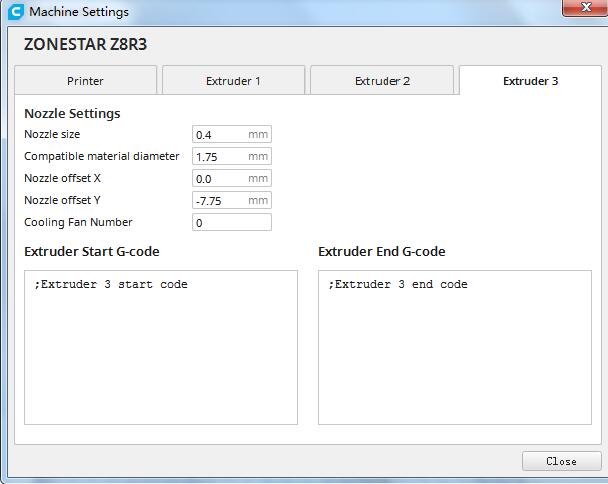 Machine Settings
ZONESTAR Z8R3
Printer Extruder 1 Extruder 2 Extruder 3
Nozzle Settings
Nozzle size 0.4 mm
Compatible material diameter 1.75 mm
Nozzle offset X 0.0 mm
Nozzle offset Y -7.75 mm
Cooling Fan Number 0
Extruder Start G-code Extruder End G-code
;Extruder 3 start code ;Extruder 3 end code
Close